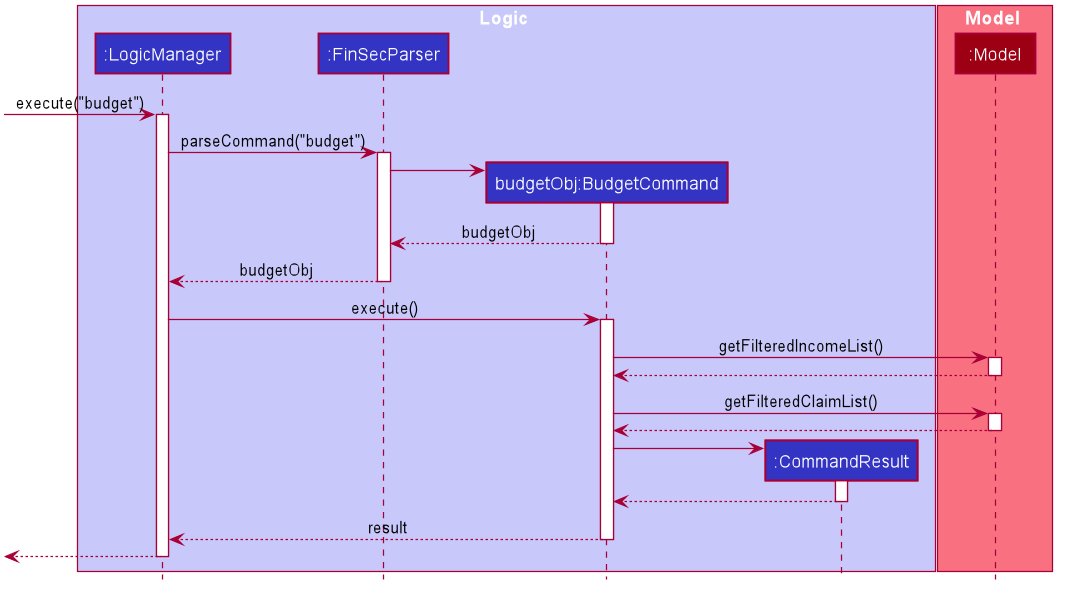 Logic
Model
:LogicManager
:FinSecParser
:Model
execute("budget")
parseCommand("budget")
budgetObj:BudgetCommand
budgetObj
budgetObj
execute()
getFilteredIncomeList()
getFilteredClaimList()
:CommandResult
result